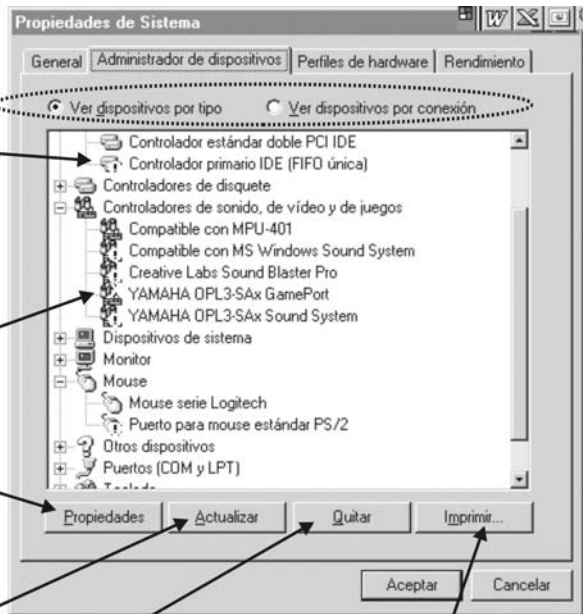 Propiedades de Sistema
W X
General Administrador de dispositivos Perfiles de hardware Rendimiento
Ver dispositivos por tipo Ver dispositivos por conexión
Controlador estándar doble PCI IDE
Controlador primario IDE (FIFO única)
Controladores de disquete
Controladores de sonido, de vídeo y de juegos
Compatible con MPU-401
Compatible con MS Windows Sound System
Creative Labs Sound Blaster Pro
YAMAHA OPL3-SAx GamePort
YAMAHA OPL3-SAx Sound System
Dispositivos de sistema
Monitor
Mouse
Mouse serie Logitech
Puerto para mouse estándar PS/2
Otros dispositivos
Puertos (COM y LPT)
Propiedades Actualizar Quitar Imprimir...
Aceptar Cancelar